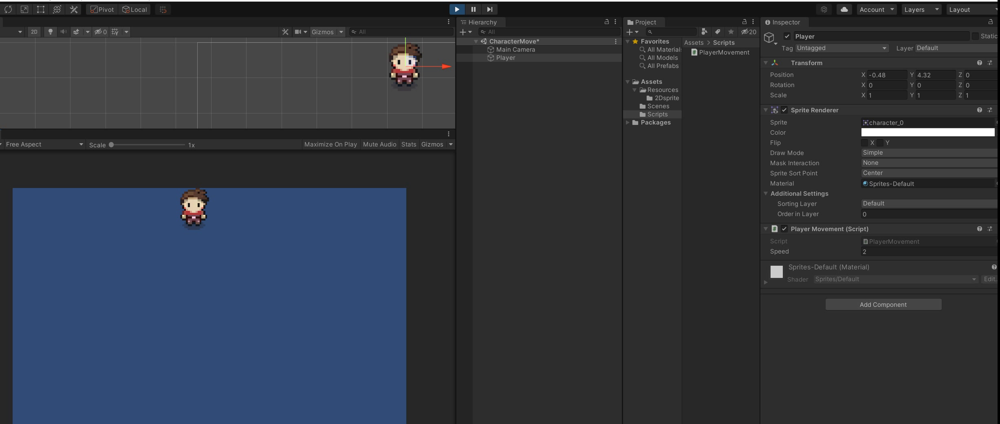 Pivot Local Account Layers Layout
Hierarchy Project Inspector
2D 0 Gizmos All All 20
CharacterMove*
Main Camera
Player
Favorites
All Material
All Models
All Prefabs
Assets
Resources
2Dsprite
Scenes
Scripts
Packages
Assets > Scripts
PlayerMovement
Player Static
Tag Untagged Layer Default
Transform
Position X -0.48 Y 4.32 Z 0
Rotation X 0 Y 0 Z 0
Scale X 1 Y 1 Z 1
Sprite Renderer
Sprite character_0
Color
Flip X Y
Draw Mode Simple
Mask Interaction None
Sprite Sort Point Center
Material Sprites-Default
Additional Settings
Sorting Layer Default
Order in Layer 0
Player Movement (Script)
Script PlayerMovement
Speed 2
Sprites-Default (Material)
Shader Sprites/Default Edit..
Add Component
Free Aspect Scale 1x Maximize On Play Mute Audio Stats Gizmos